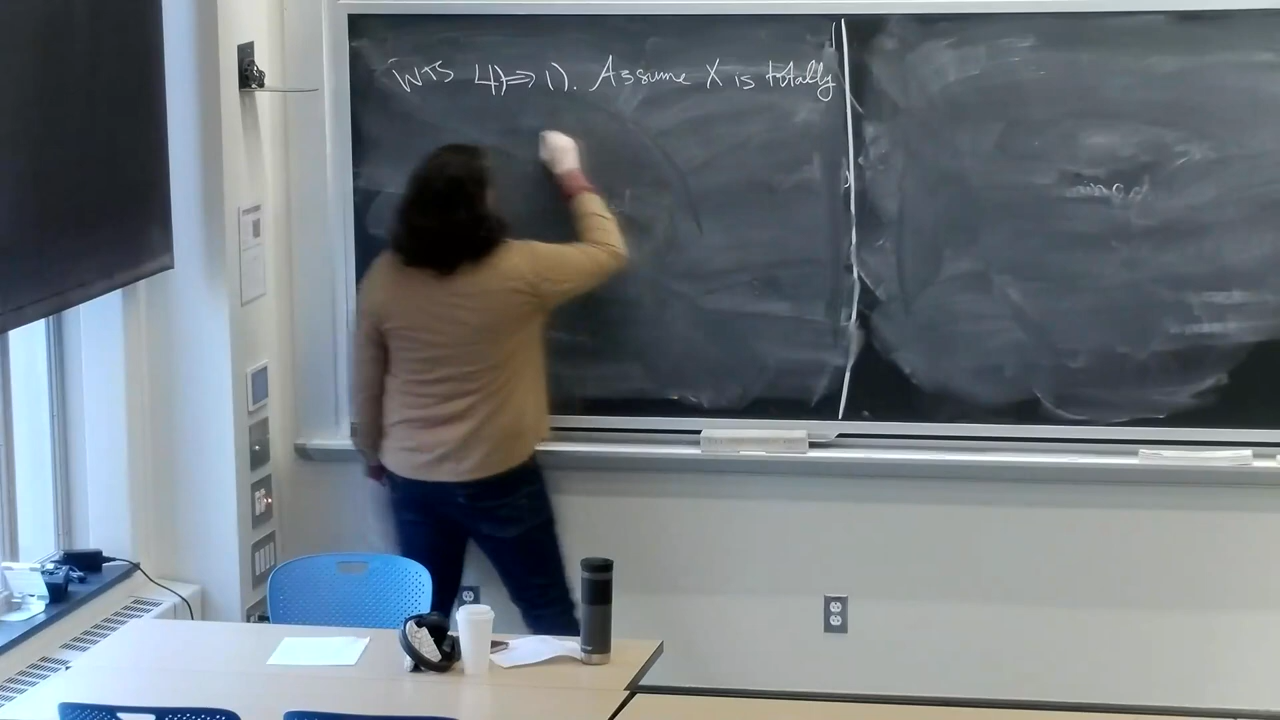 WTS 4) ⇒ 1). Assume X is totally